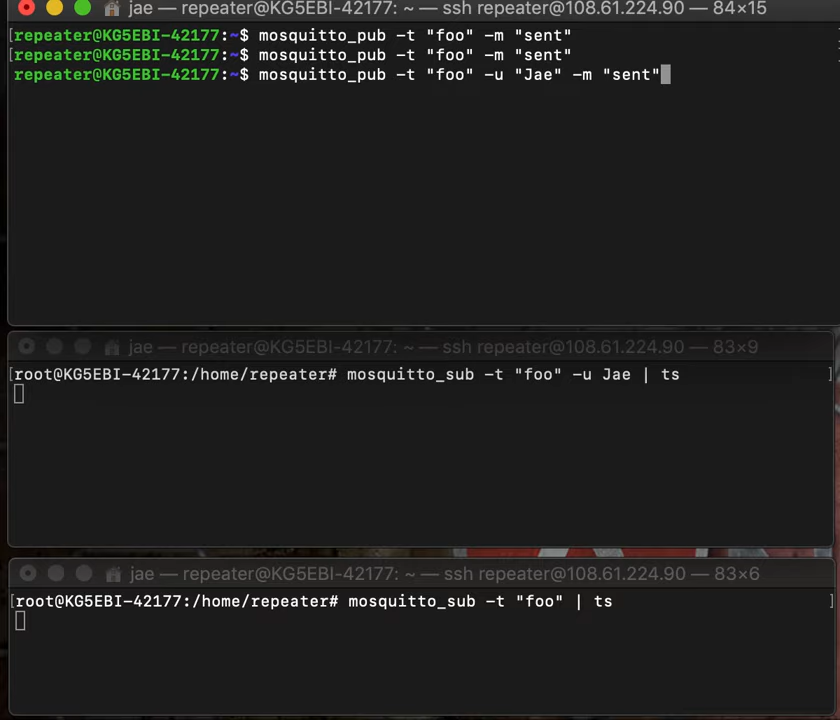 jae — repeater@KG5EBI-42177: ~ — ssh repeater@108.61.224.90 — 84×15
[repeater@KG5EBI-42177:~$ mosquitto_pub -t "foo" -m "sent"
[repeater@KG5EBI-42177:~$ mosquitto_pub -t "foo" -m "sent"
repeater@KG5EBI-42177:~$ mosquitto_pub -t "foo" -u "Jae" -m "sent"
jae — repeater@KG5EBI-42177: ~ — ssh repeater@108.61.224.90 — 83×9
[root@KG5EBI-42177:/home/repeater# mosquitto_sub -t "foo" -u Jae | ts ]
jae — repeater@KG5EBI-42177: ~ — ssh repeater@108.61.224.90 — 83×6
[root@KG5EBI-42177:/home/repeater# mosquitto_sub -t "foo" | ts ]